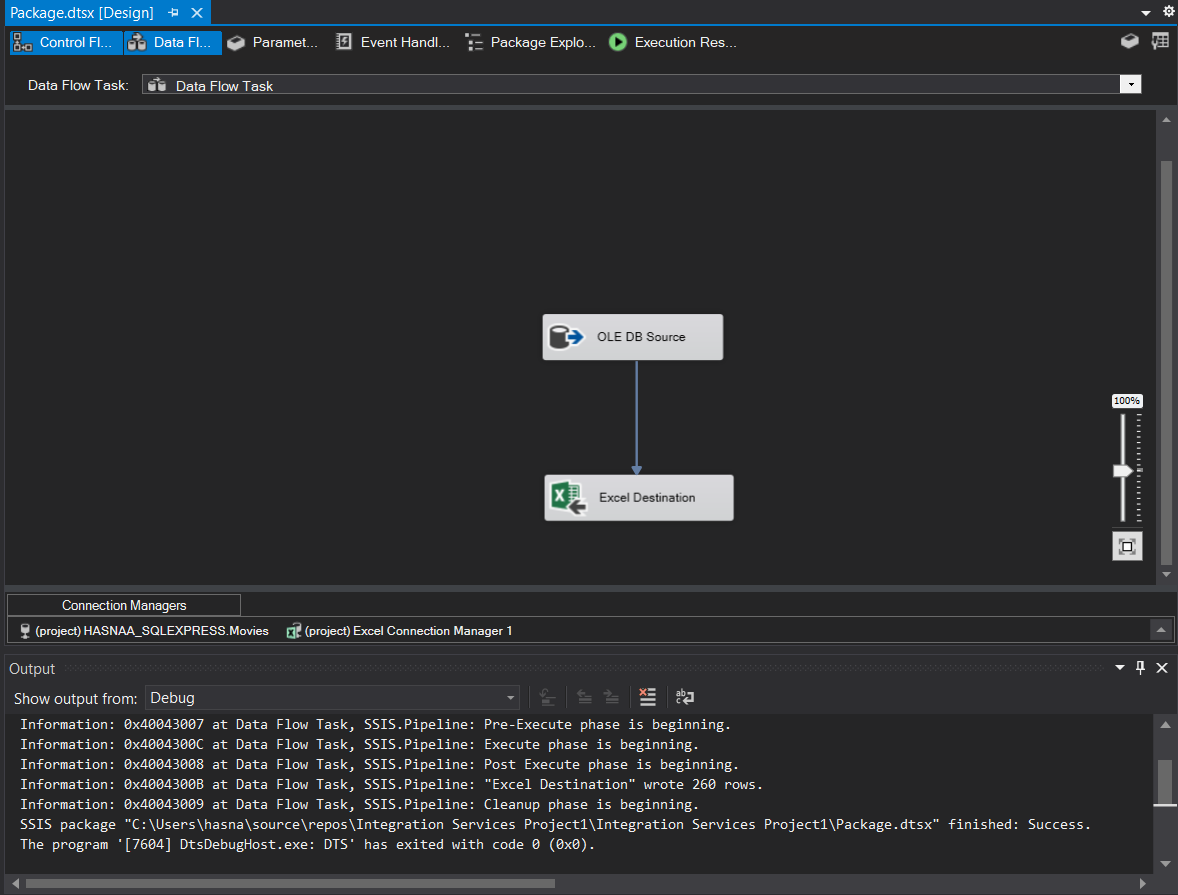 Package.dtsx [Design]
Control Fl... Data Fl... Paramet... Event Handl... Package Explo... Execution Res...
Data Flow Task: Data Flow Task
OLE DB Source
100%
Excel Destination
Connection Managers
(project) HASNAA_SQLEXPRESS.Movies (project) Excel Connection Manager 1
Output
Show output from: Debug
Information: 0x40043007 at Data Flow Task, SSIS.Pipeline: Pre-Execute phase is beginning.
Information: 0x4004300C at Data Flow Task, SSIS.Pipeline: Execute phase is beginning.
Information: 0x40043008 at Data Flow Task, SSIS.Pipeline: Post Execute phase is beginning.
Information: 0x4004300B at Data Flow Task, SSIS.Pipeline: "Excel Destination" wrote 260 rows.
Information: 0x40043009 at Data Flow Task, SSIS.Pipeline: Cleanup phase is beginning.
SSIS package "C:\Users\hasna\source\repos\Integration Services Project1\Integration Services Project1\Package.dtsx" finished: Success.
The program '[7604] DtsDebugHost.exe: DTS' has exited with code 0 (0x0).